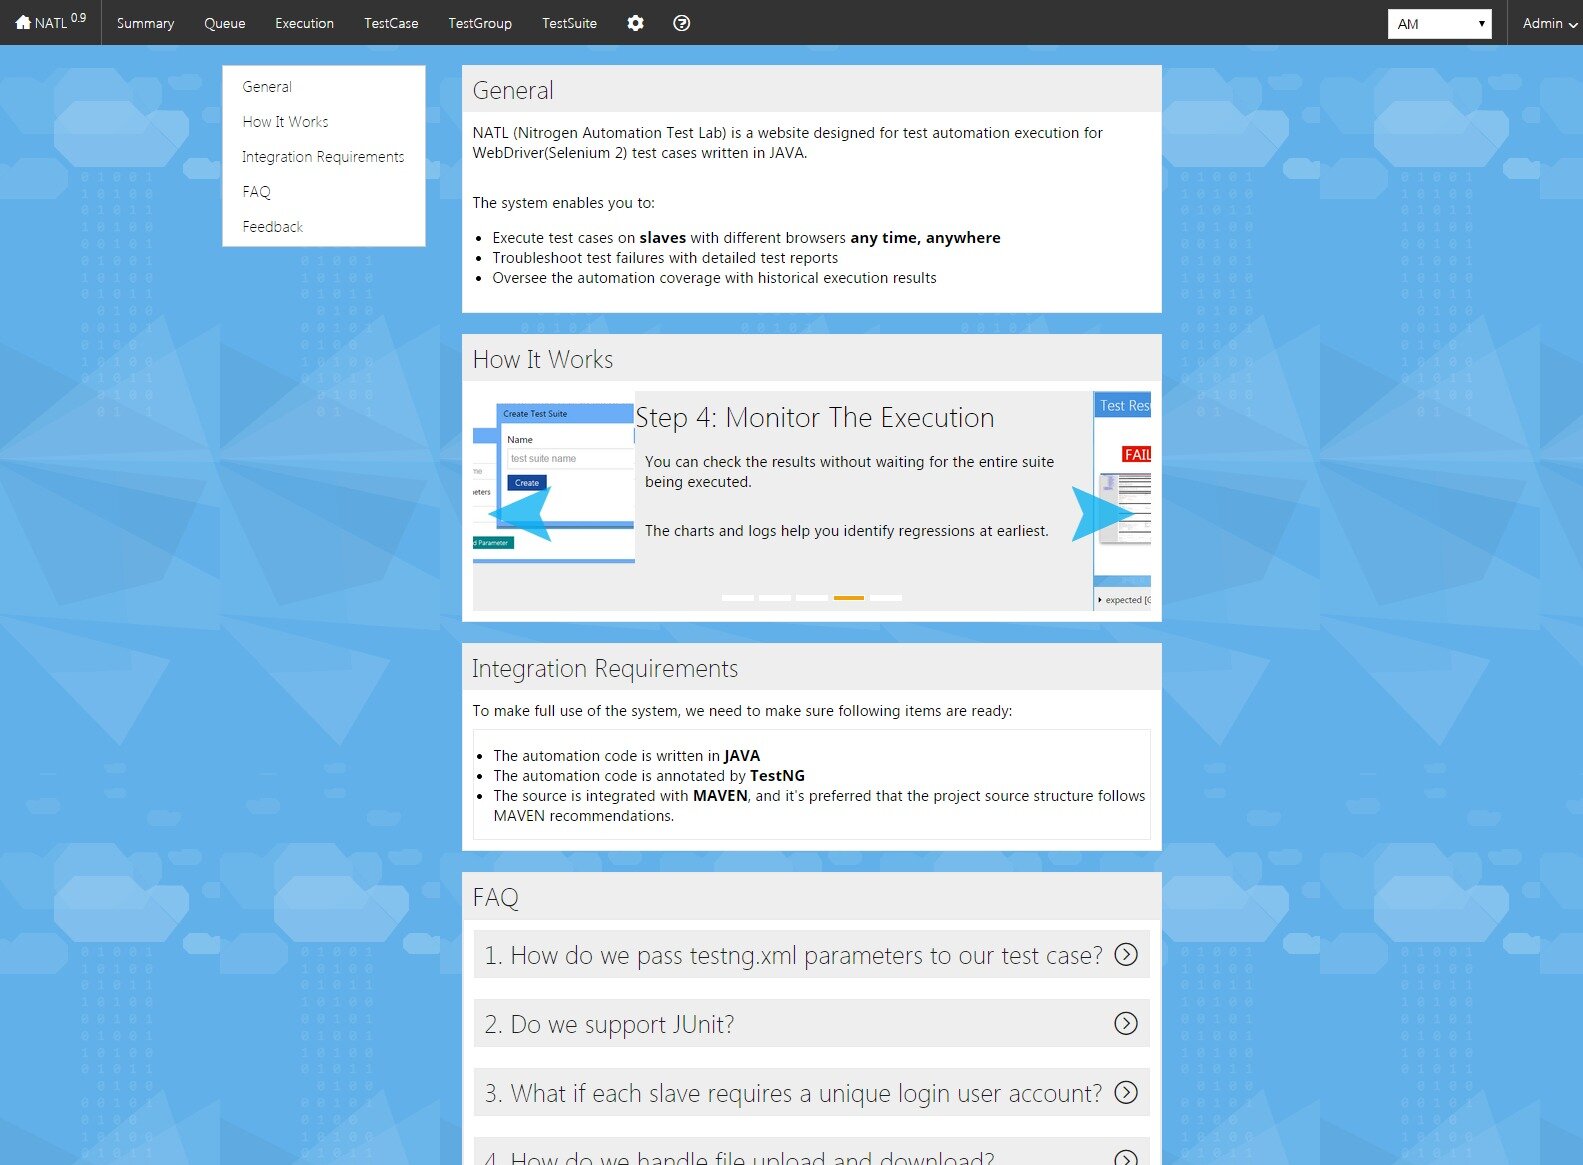 NATL 0.9 Summary Queue Execution TestCase TestGroup TestSuite AM Admin
General
How It Works
Integration Requirements
FAQ
Feedback
General
NATL (Nitrogen Automation Test Lab) is a website designed for test automation execution for
WebDriver(Selenium 2) test cases written in JAVA.
The system enables you to:
Execute test cases on slaves with different browsers any time, anywhere
Troubleshoot test failures with detailed test reports
Oversee the automation coverage with historical execution results
How It Works
Create Test Suite
Name
test suite name
Create
Parameter
Step 4: Monitor The Execution
You can check the results without waiting for the entire suite
being executed.
The charts and logs help you identify regressions at earliest.
Test Res
FAIL
expected [G
Integration Requirements
To make full use of the system, we need to make sure following items are ready:
The automation code is written in JAVA
The automation code is annotated by TestNG
The source is integrated with MAVEN, and it's preferred that the project source structure follows
MAVEN recommendations.
FAQ
1. How do we pass testng.xml parameters to our test case?
2. Do we support JUnit?
3. What if each slave requires a unique login user account?
4. How do we handle file upload and download?